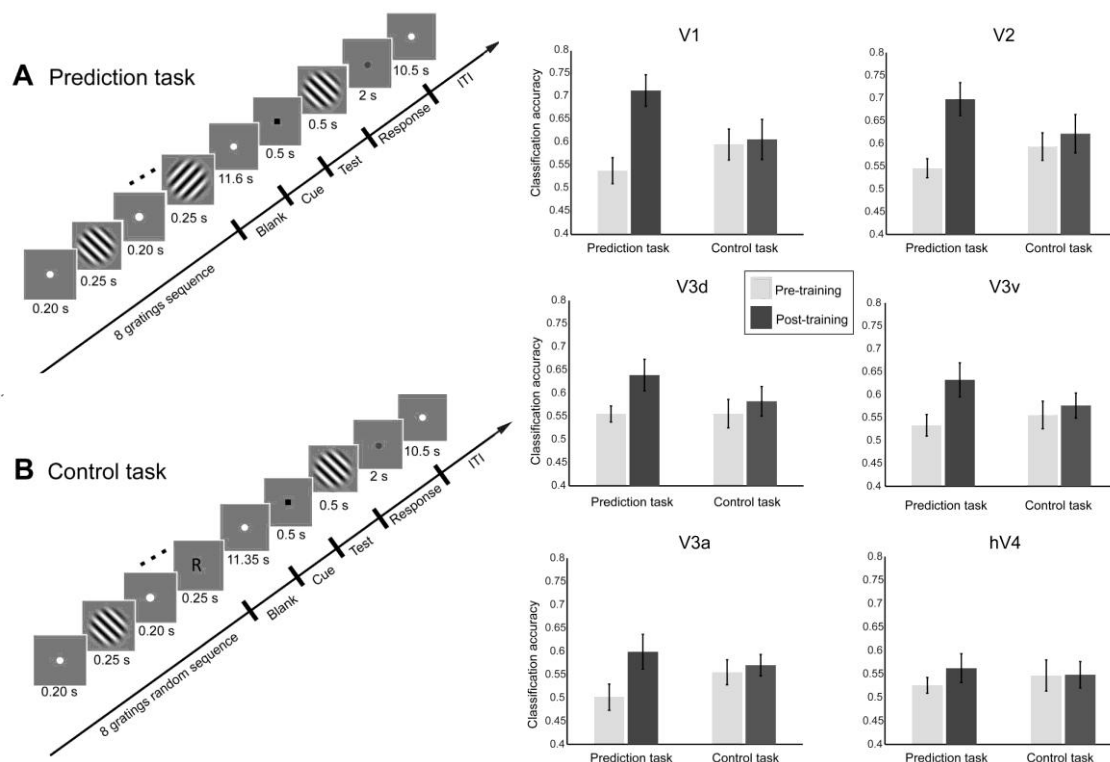 A Prediction task
0.20 s
0.25 s
0.20 s
0.25 s
11.6 s
0.5 s
0.5 s
2 s
10.5 s
8 gratings sequence
Blank
Cue
Test
Response
ITI
B Control task
0.20 s
0.25 s
0.20 s
R
0.25 s
11.35 s
0.5 s
0.5 s
2 s
10.5 s
8 gratings random sequence
Blank
Cue
Test
Response
ITI
V1
Classification accuracy
0.8
0.75
0.7
0.65
0.6
0.55
0.5
0.45
0.4
Prediction task
Control task
V2
0.8
0.75
0.7
0.65
0.6
0.55
0.5
0.45
0.4
Prediction task
Control task
Pre-training
Post-training
V3d
Classification accuracy
0.8
0.75
0.7
0.65
0.6
0.55
0.5
0.45
0.4
Prediction task
Control task
V3v
0.8
0.75
0.7
0.65
0.6
0.55
0.5
0.45
0.4
Prediction task
Control task
V3a
Classification accuracy
0.8
0.75
0.7
0.65
0.6
0.55
0.5
0.45
0.4
Prediction task
Control task
hV4
0.8
0.75
0.7
0.65
0.6
0.55
0.5
0.45
0.4
Prediction task
Control task